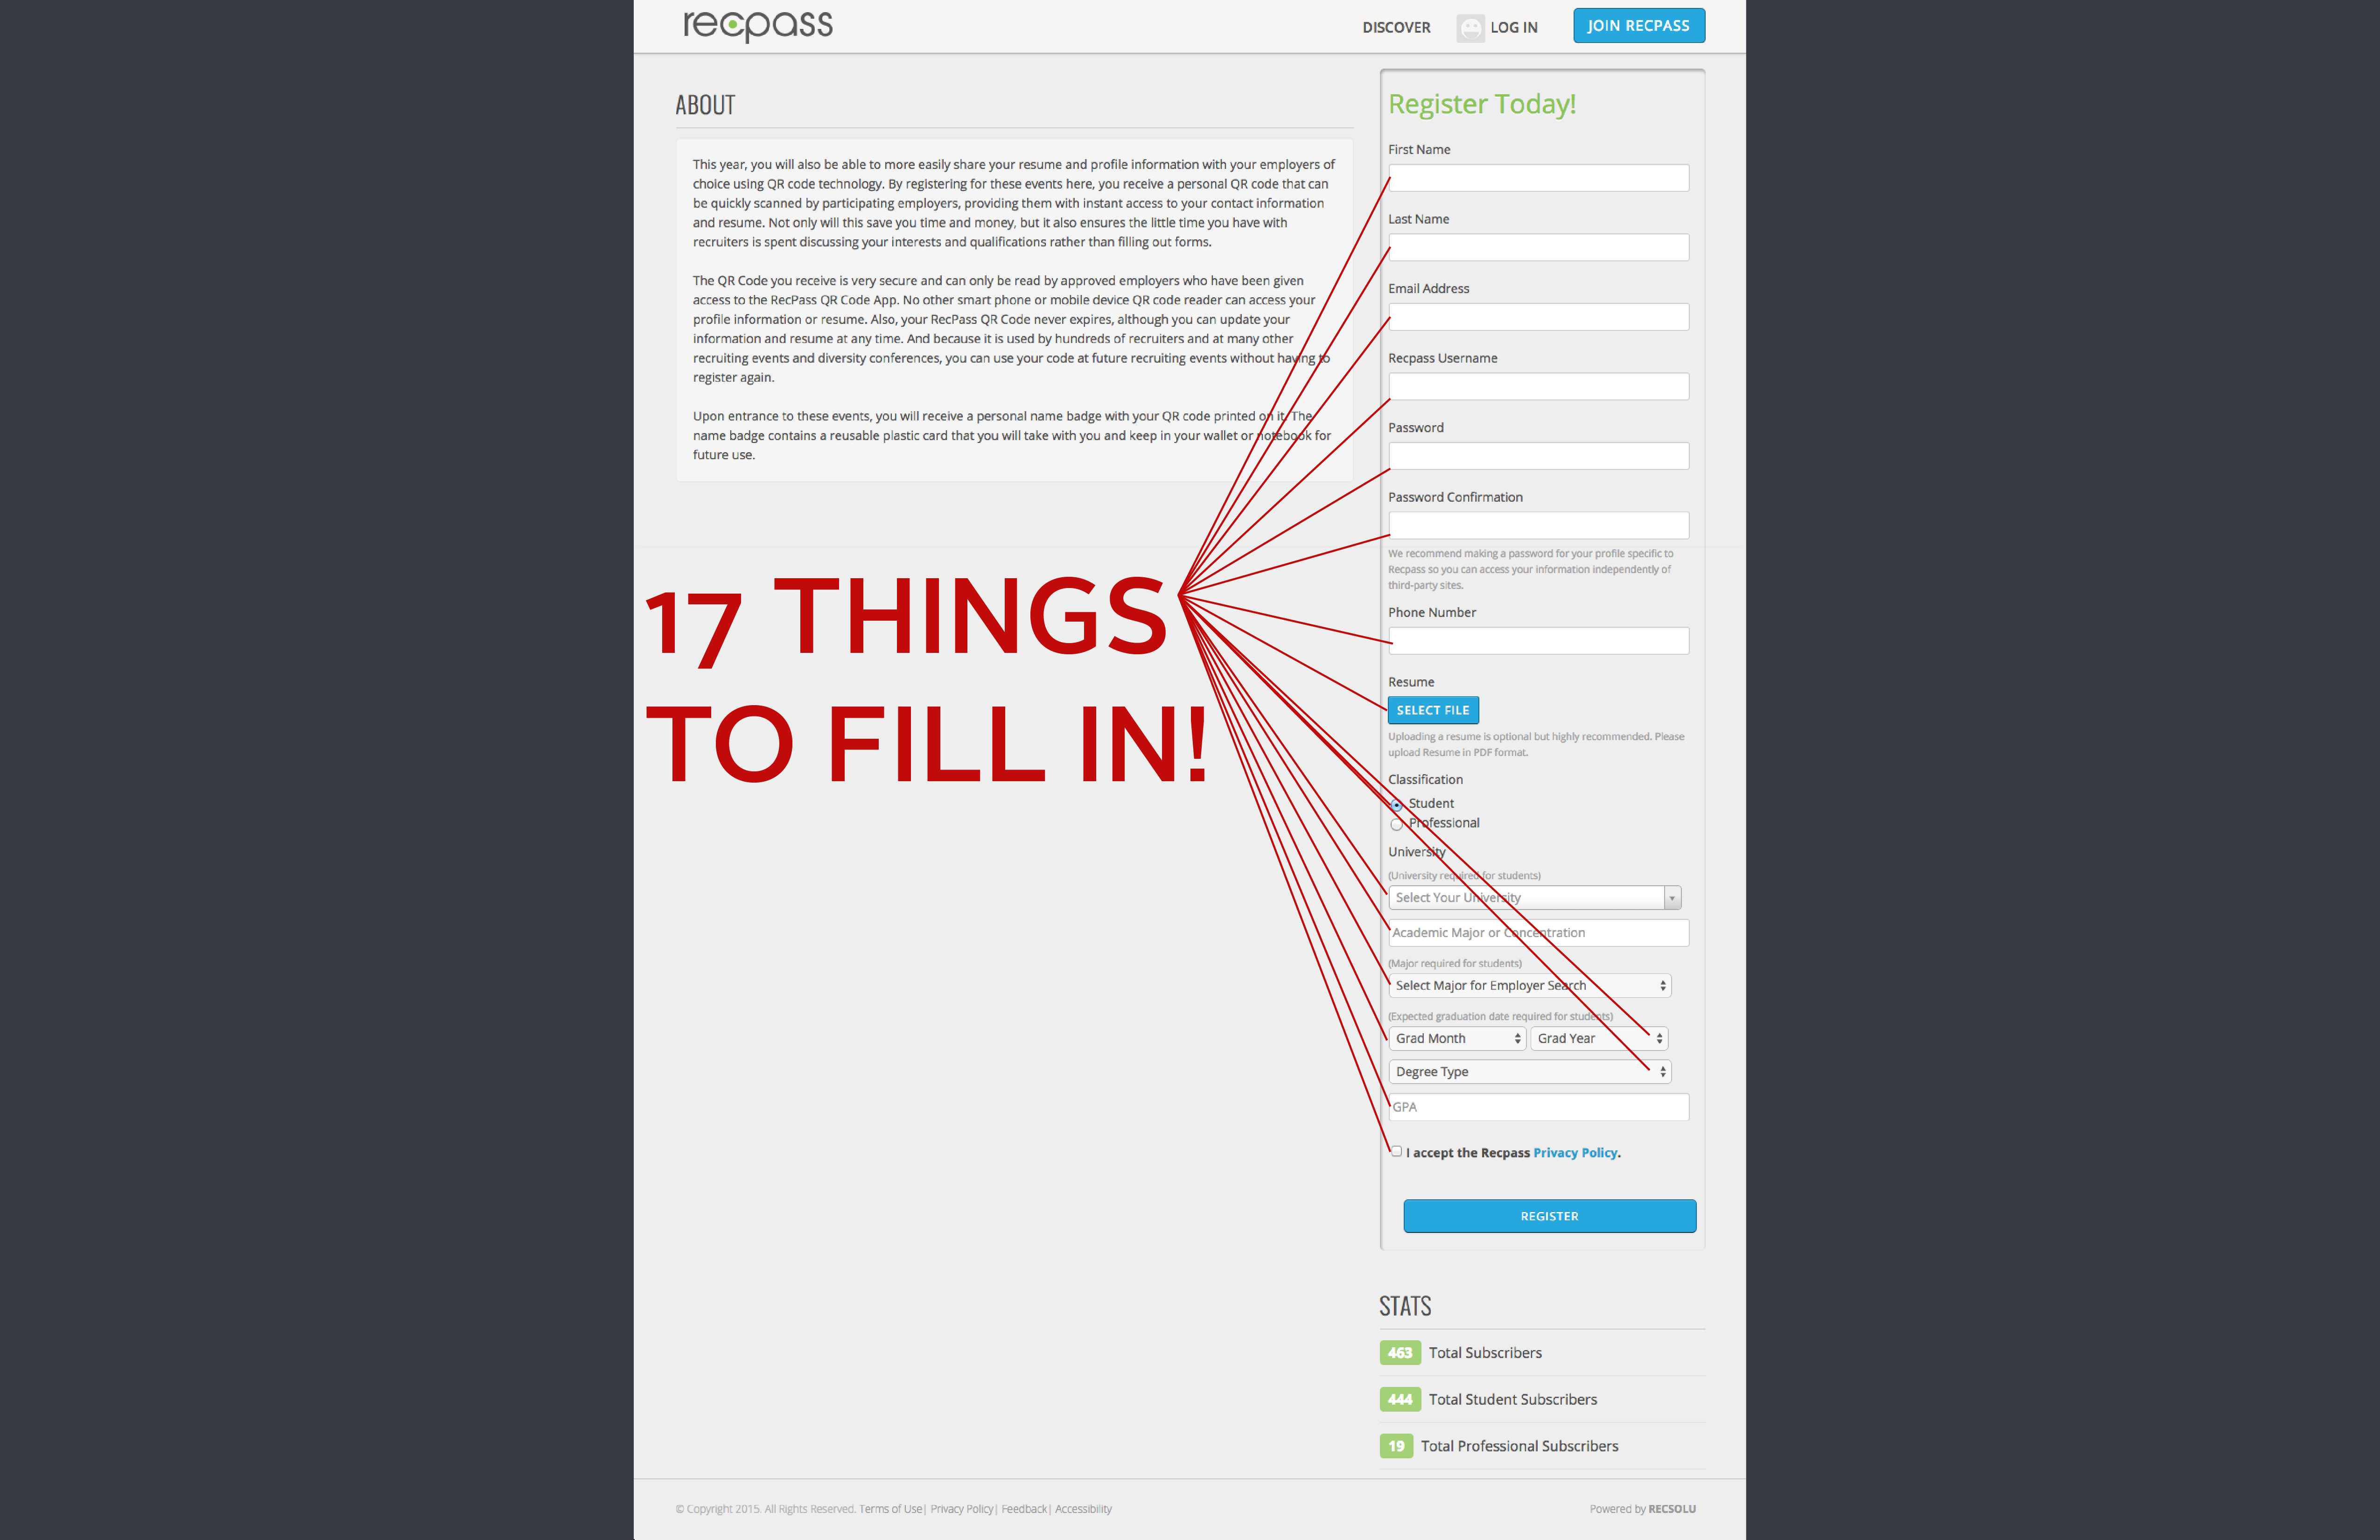 recpass
DISCOVER
LOG IN
JOIN RECPASS
ABOUT
This year, you will also be able to more easily share your resume and profile information with your employers of
choice using QR code technology. By registering for these events here, you receive a personal QR code that can
be quickly scanned by participating employers, providing them with instant access to your contact information
and resume. Not only will this save you time and money, but it also ensures the little time you have with
recruiters is spent discussing your interests and qualifications rather than filling out forms.
The QR Code you receive is very secure and can only be read by approved employers who have been given
access to the RecPass QR Code App. No other smart phone or mobile device QR code reader can access your
profile information or resume. Also, your RecPass QR Code never expires, although you can update your
information and resume at any time. And because it is used by hundreds of recruiters and at many other
recruiting events and diversity conferences, you can use your code at future recruiting events without having to
register again.
Upon entrance to these events, you will receive a personal name badge with your QR code printed on it. The
name badge contains a reusable plastic card that you will take with you and keep in your wallet or notebook for
future use.
17 THINGS
TO FILL IN!
Register Today!
First Name
Last Name
Email Address
Recpass Username
Password
Password Confirmation
We recommend making a password for your profile specific to
Recpass so you can access your information independently of
third-party sites.
Phone Number
Resume
SELECT FILE
Uploading a resume is optional but highly recommended. Please
upload Resume in PDF format.
Classification
Student
Professional
University
(University required for students)
Select Your University
Academic Major or Concentration
(Major required for students)
Select Major for Employer Search
(Expected graduation date required for students)
Grad Month
Grad Year
Degree Type
GPA
I accept the Recpass Privacy Policy.
REGISTER
STATS
463 Total Subscribers
444 Total Student Subscribers
19 Total Professional Subscribers
© Copyright 2015. All Rights Reserved. Terms of Use| Privacy Policy| Feedback| Accessibility
Powered by RECSOLU